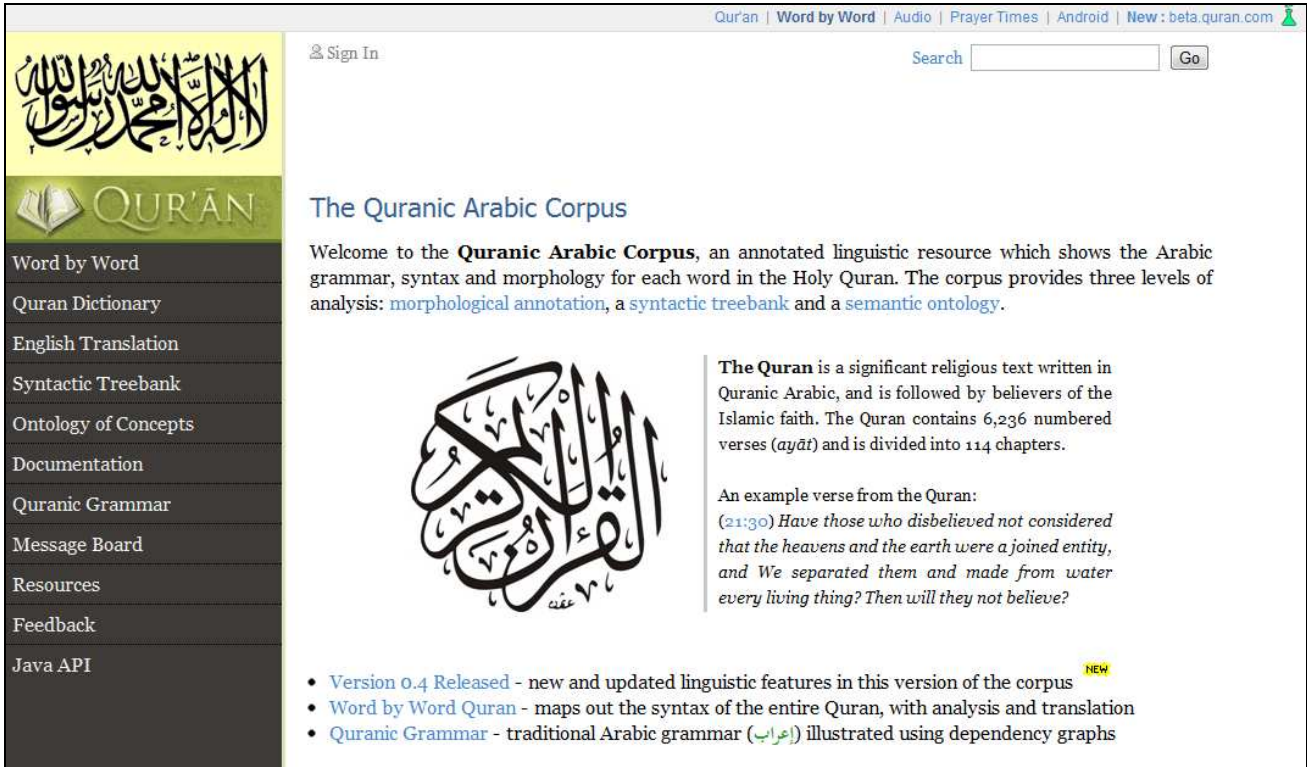 Qur'an | Word by Word | Audio | Prayer Times | Android | New : beta.quran.com
Sign In
Search
Go
لا إله إلا الله محمد رسول الله
QUR'ĀN
Word by Word
Quran Dictionary
English Translation
Syntactic Treebank
Ontology of Concepts
Documentation
Quranic Grammar
Message Board
Resources
Feedback
Java API
The Quranic Arabic Corpus
Welcome to the Quranic Arabic Corpus, an annotated linguistic resource which shows the Arabic
grammar, syntax and morphology for each word in the Holy Quran. The corpus provides three levels of
analysis: morphological annotation, a syntactic treebank and a semantic ontology.
القرآن الكريم
The Quran is a significant religious text written in
Quranic Arabic, and is followed by believers of the
Islamic faith. The Quran contains 6,236 numbered
verses (ayāt) and is divided into 114 chapters.
An example verse from the Quran:
(21:30) Have those who disbelieved not considered
that the heavens and the earth were a joined entity,
and We separated them and made from water
every living thing? Then will they not believe?
NEW
Version 0.4 Released - new and updated linguistic features in this version of the corpus
Word by Word Quran - maps out the syntax of the entire Quran, with analysis and translation
Quranic Grammar - traditional Arabic grammar (إعراب) illustrated using dependency graphs